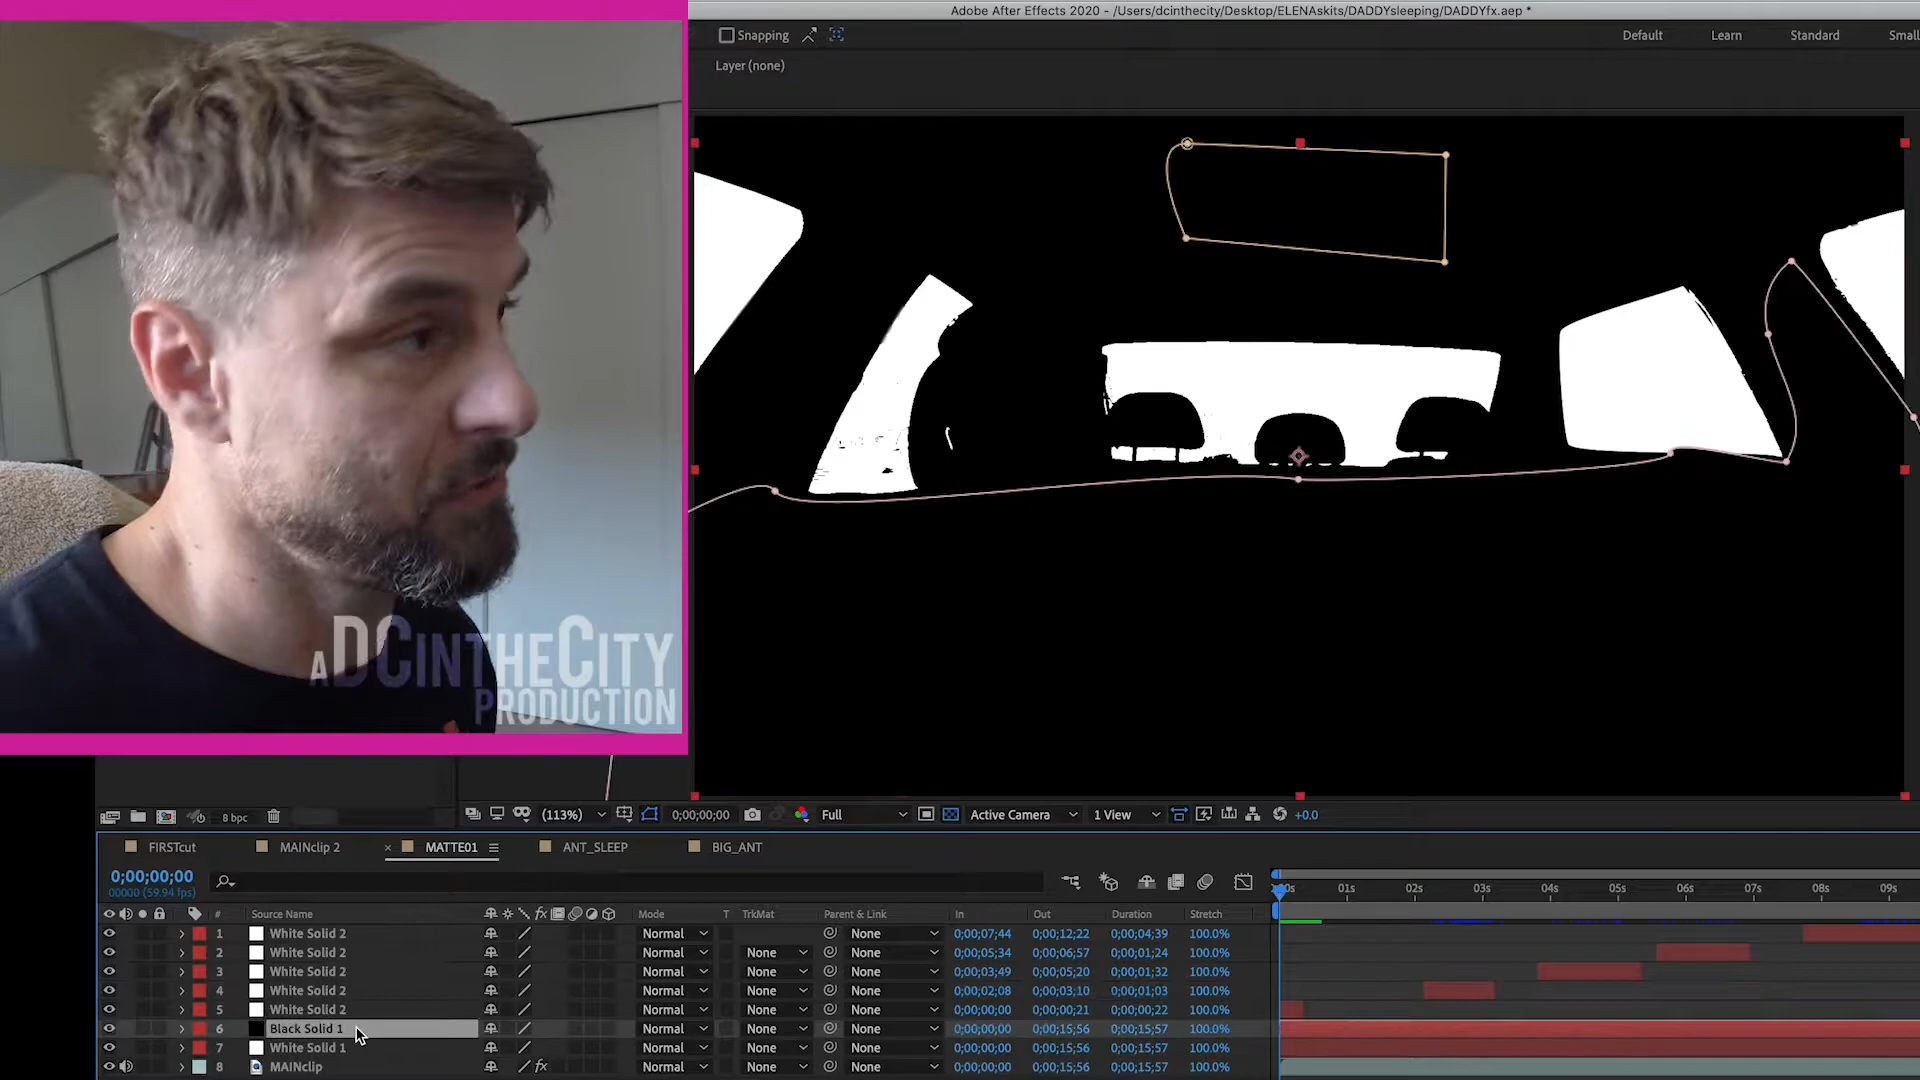 Adobe After Effects 2020 - /Users/dcinthecity/Desktop/ELENAskits/DADDYsleeping/DADDYfx.aep *
Snapping Default Learn Standard Small
Layer (none)
A DCINTHECITY
PRODUCTION
8 bpc (113%) 0;00;00;00 Full Active Camera 1 View +0.0
FIRSTcut MAINclip 2 × MATTE01 ANT_SLEEP BIG_ANT
0;00;00;00
00000 (59.94 fps)
01s 02s 03s 04s 05s 06s 07s 08s 09s
# Source Name fx Mode T TrkMat Parent & Link In Out Duration Stretch
1 White Solid 2 Normal None 0;00;07;44 0;00;12;22 0;00;04;39 100.0%
2 White Solid 2 Normal None None 0;00;05;34 0;00;06;57 0;00;01;24 100.0%
3 White Solid 2 Normal None None 0;00;03;49 0;00;05;20 0;00;01;32 100.0%
4 White Solid 2 Normal None None 0;00;02;08 0;00;03;10 0;00;01;03 100.0%
5 White Solid 2 Normal None None 0;00;00;00 0;00;00;21 0;00;00;22 100.0%
6 Black Solid 1 Normal None None 0;00;00;00 0;00;15;56 0;00;15;57 100.0%
7 White Solid 1 Normal None None 0;00;00;00 0;00;15;56 0;00;15;57 100.0%
8 MAINclip fx Normal None None 0;00;00;00 0;00;15;56 0;00;15;57 100.0%